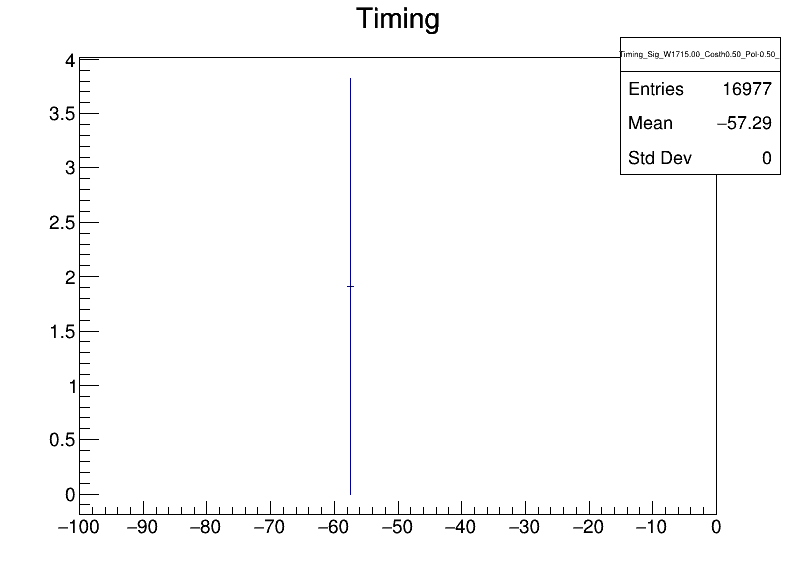 Timing
Timing_Sig_W1715.00_Costh0.50_Pol-0.50_
Entries 16977
Mean −57.29
Std Dev 0
4
3.5
3
2.5
2
1.5
1
0.5
0
−100 −90 −80 −70 −60 −50 −40 −30 −20 −10 0